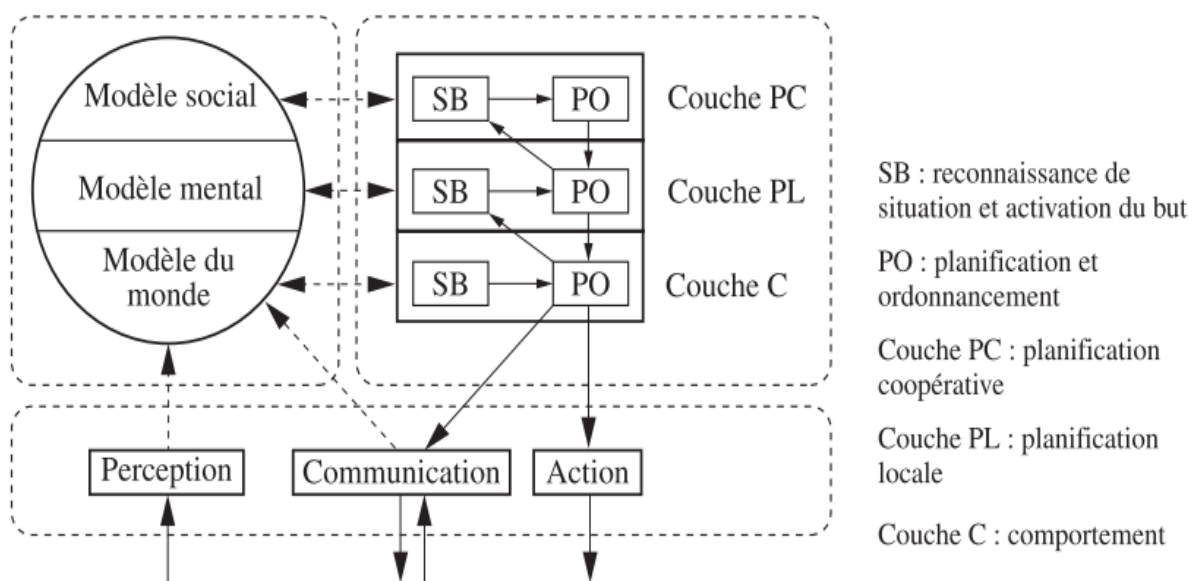 Modèle social
Modèle mental
Modèle du
monde
SB
PO
Couche PC
SB
PO
Couche PL
SB
PO
Couche C
Perception
Communication
Action
SB : reconnaissance de
situation et activation du but
PO : planification et
ordonnancement
Couche PC : planification
coopérative
Couche PL : planification
locale
Couche C : comportement